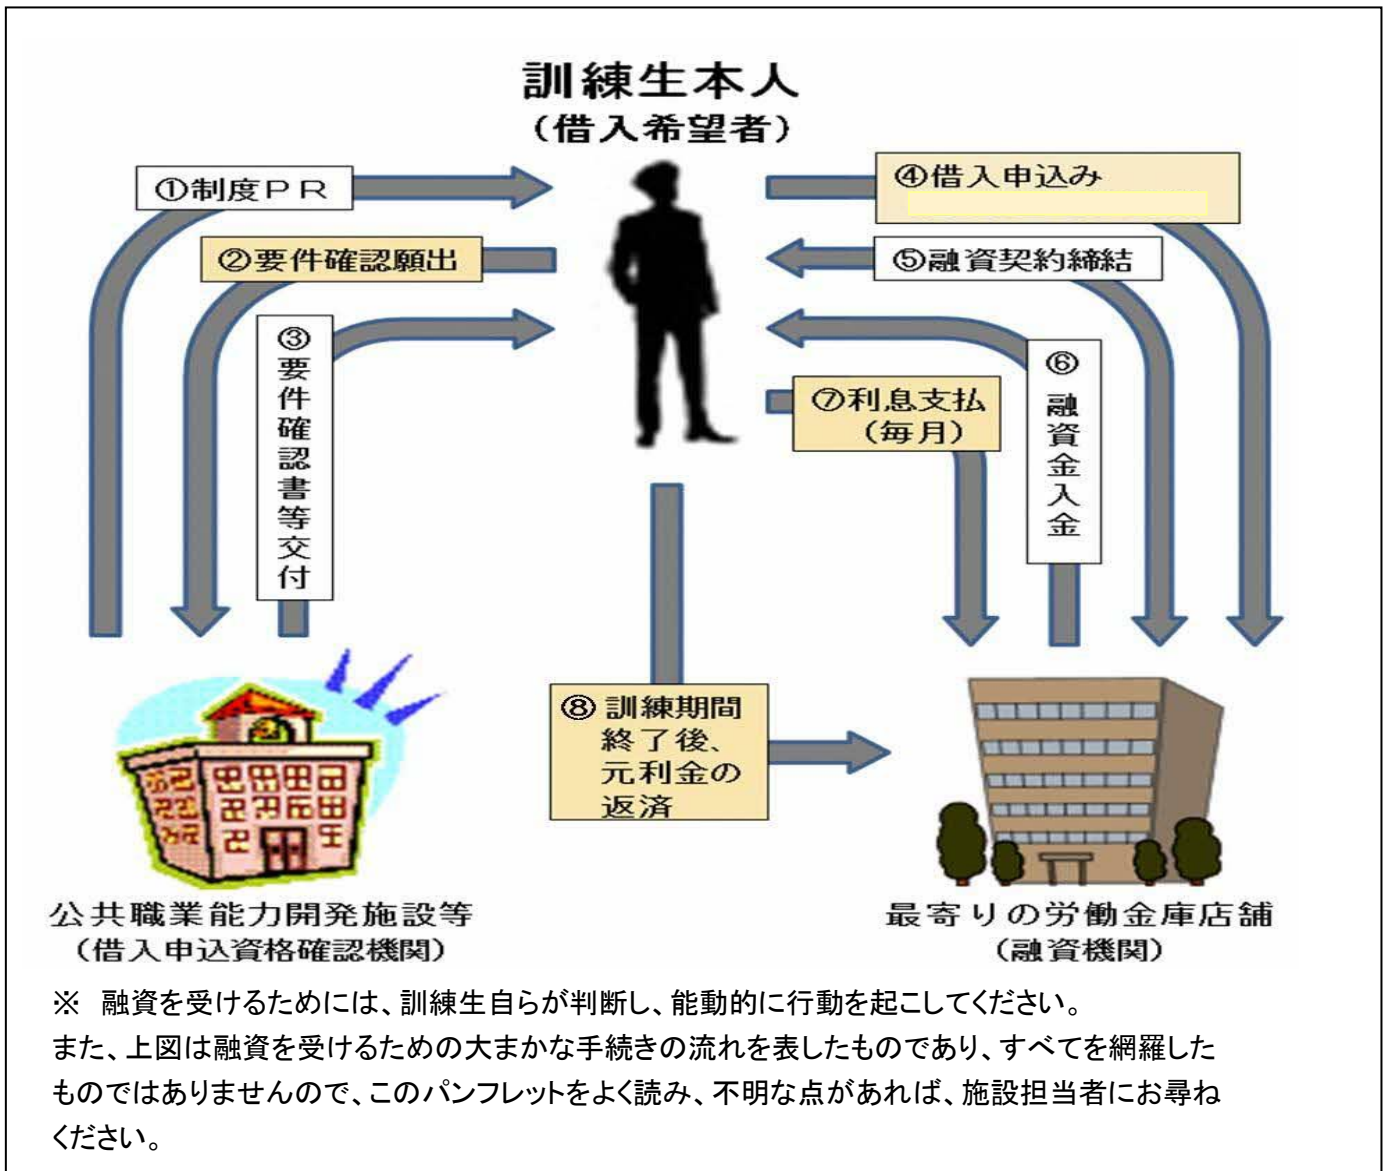 訓練生本人
(借入希望者)
①制度PR
②要件確認願出
③要件確認書等交付
④借入申込み
⑤融資契約締結
⑥融資金入金
⑦利息支払
(毎月)
⑧訓練期間
終了後、
元利金の
返済
公共職業能力開発施設等
(借入申込資格確認機関)
最寄りの労働金庫店舗
(融資機関)
※ 融資を受けるためには、訓練生自らが判断し、能動的に行動を起こしてください。
また、上図は融資を受けるための大まかな手続きの流れを表したものであり、すべてを網羅した
ものではありませんので、このパンフレットをよく読み、不明な点があれば、施設担当者にお尋ね
ください。